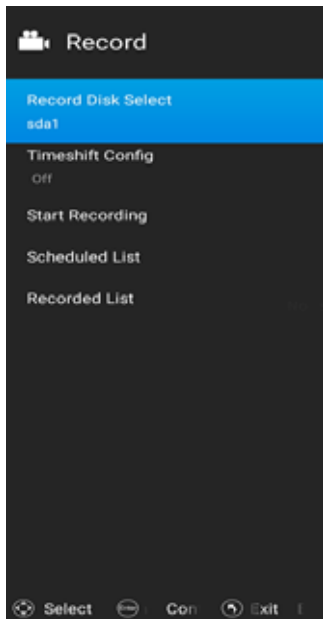 Record
Record Disk Select
sda1
Timeshift Config
Off
Start Recording
Scheduled List
Recorded List
Select Con Exit